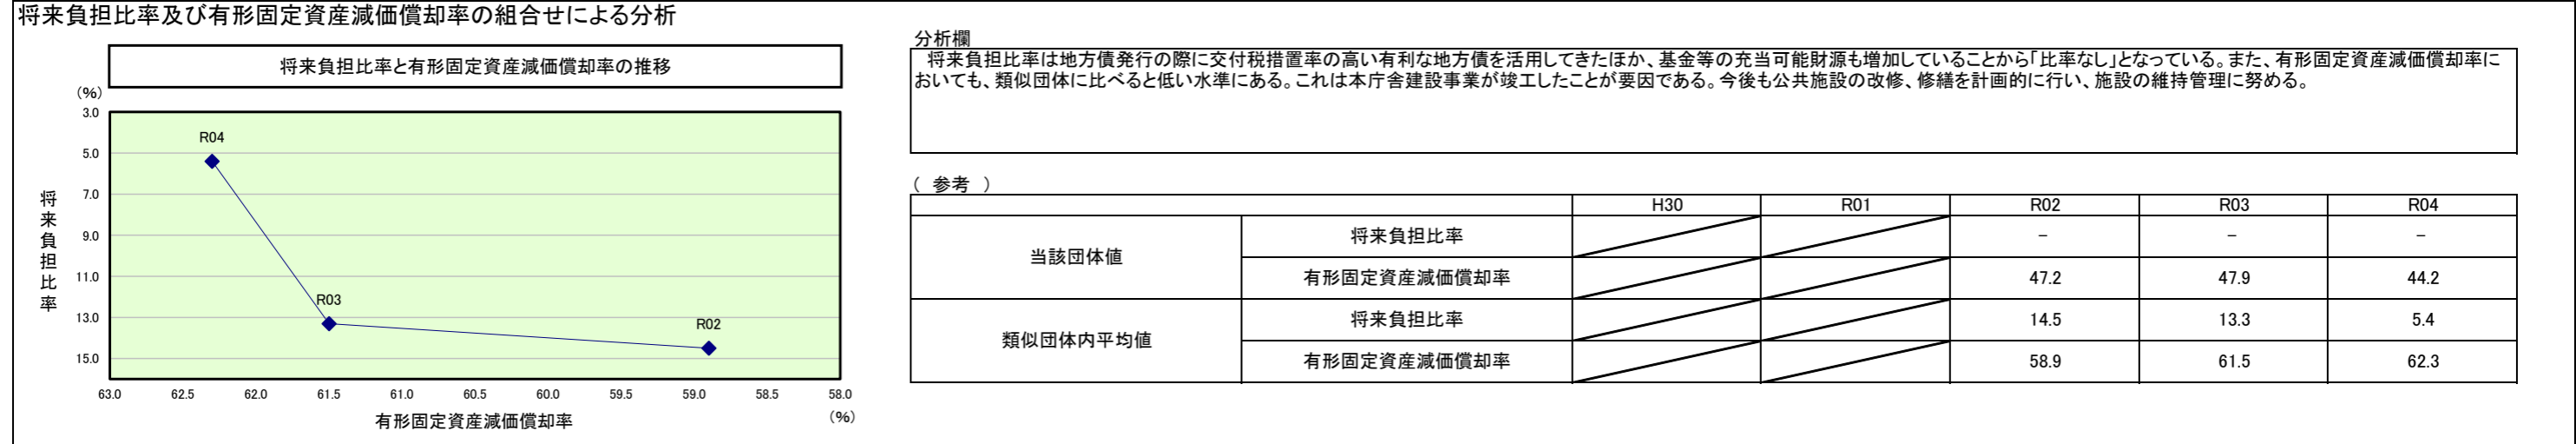 将来負担比率及び有形固定資産減価償却率の組合せによる分析
将来負担比率と有形固定資産減価償却率の推移
（%）
3.0
5.0
7.0
9.0
11.0
13.0
15.0
将来負担比率
R04
R03
R02
63.0 62.5 62.0 61.5 61.0 60.5 60.0 59.5 59.0 58.5 58.0
有形固定資産減価償却率
（%）
分析欄
将来負担比率は地方債発行の際に交付税措置率の高い有利な地方債を活用してきたほか、基金等の充当可能財源も増加していることから「比率なし」となっている。また、有形固定資産減価償却率に
おいても、類似団体に比べると低い水準にある。これは本庁舎建設事業が竣工したことが要因である。今後も公共施設の改修、修繕を計画的に行い、施設の維持管理に努める。
（ 参考 ）
H30 R01 R02 R03 R04
当該団体値
将来負担比率 － － －
有形固定資産減価償却率 47.2 47.9 44.2
類似団体内平均値
将来負担比率 14.5 13.3 5.4
有形固定資産減価償却率 58.9 61.5 62.3